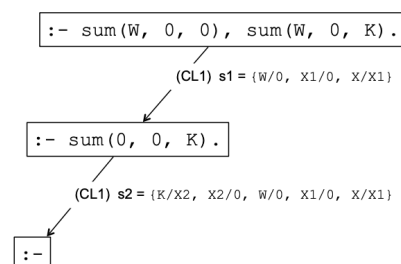 :- sum(W, 0, 0), sum(W, 0, K).
(CL1) s1 = {W/0, X1/0, X/X1}
:- sum(0, 0, K).
(CL1) s2 = {K/X2, X2/0, W/0, X1/0, X/X1}
:-